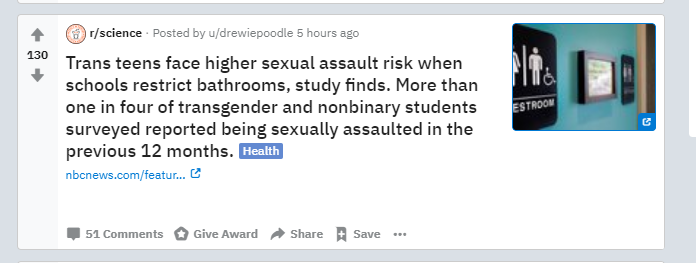 r/science · Posted by u/drewiepoodle 5 hours ago
130
Trans teens face higher sexual assault risk when
schools restrict bathrooms, study finds. More than
one in four of transgender and nonbinary students
surveyed reported being sexually assaulted in the
previous 12 months. Health
nbcnews.com/featur...
ESTROOM
51 Comments Give Award Share Save ...